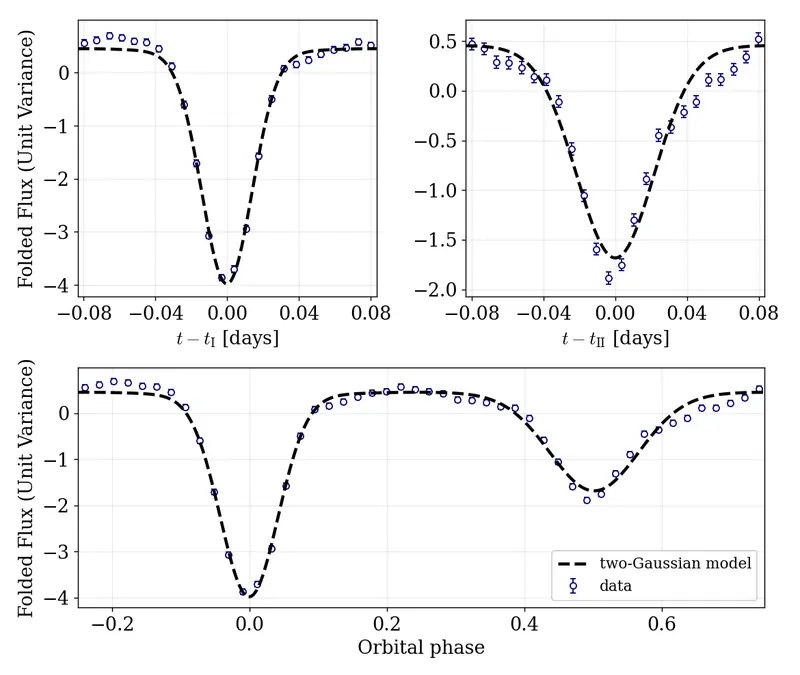 Folded Flux (Unit Variance)
0
−1
−2
−3
−4
−0.08 −0.04 0.00 0.04 0.08
t − t_I [days]
0.5
0.0
−0.5
−1.0
−1.5
−2.0
−0.08 −0.04 0.00 0.04 0.08
t − t_II [days]
Folded Flux (Unit Variance)
0
−1
−2
−3
−4
−0.2 0.0 0.2 0.4 0.6
Orbital phase
two-Gaussian model
data